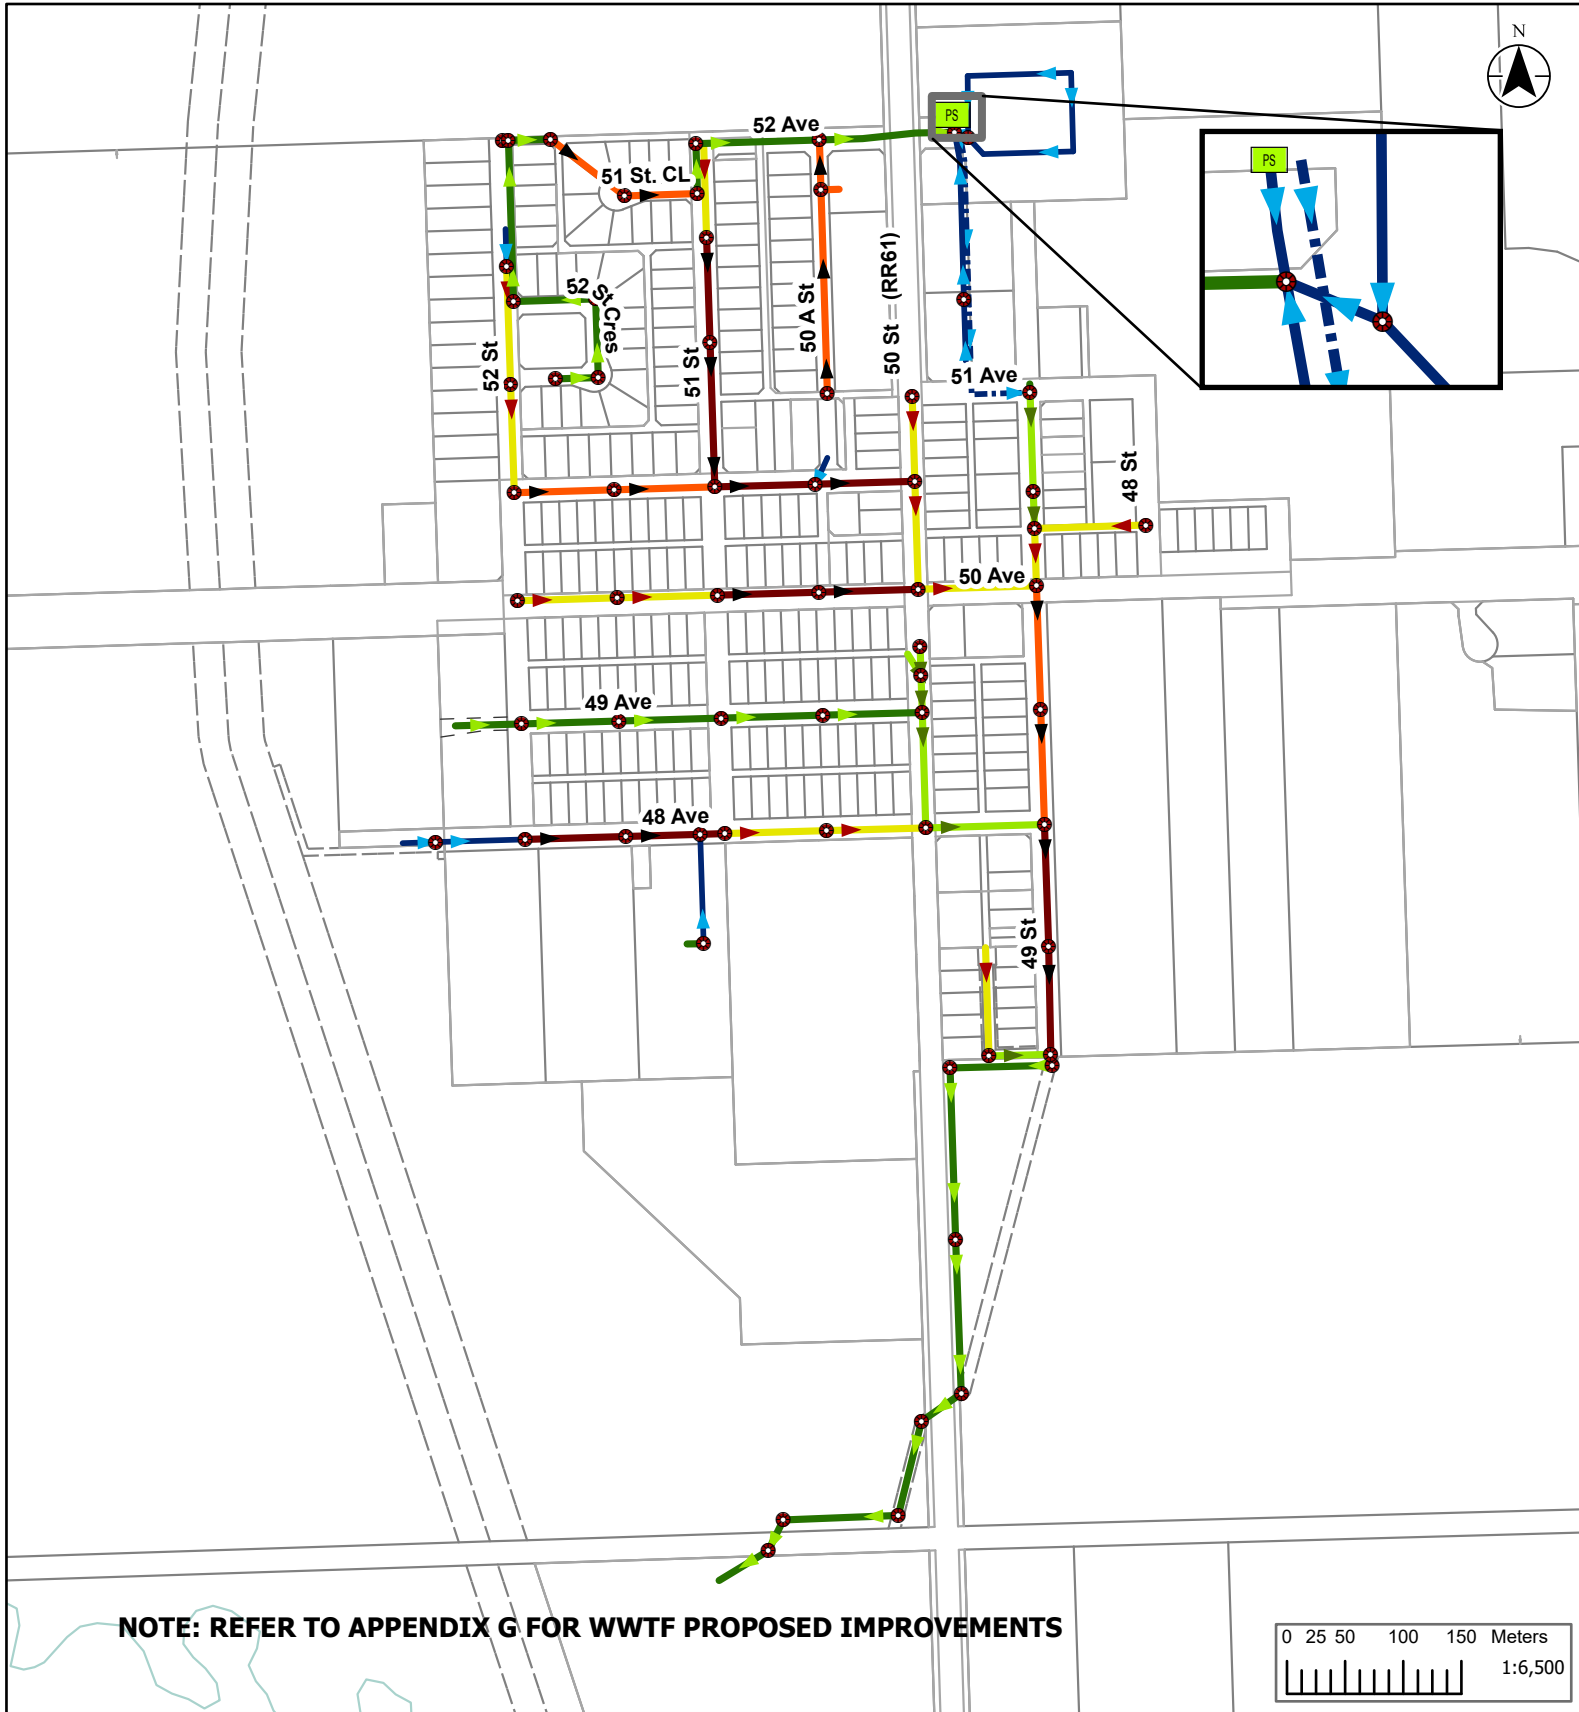 N
PS
52 Ave
PS
51 St. CL
50 St (RR61)
52 St Cres
50 A St
52 St
51 St
51 Ave
48 St
50 Ave
49 Ave
48 Ave
49 St
NOTE: REFER TO APPENDIX G FOR WWTF PROPOSED IMPROVEMENTS
0 25 50 100 150 Meters
1:6,500